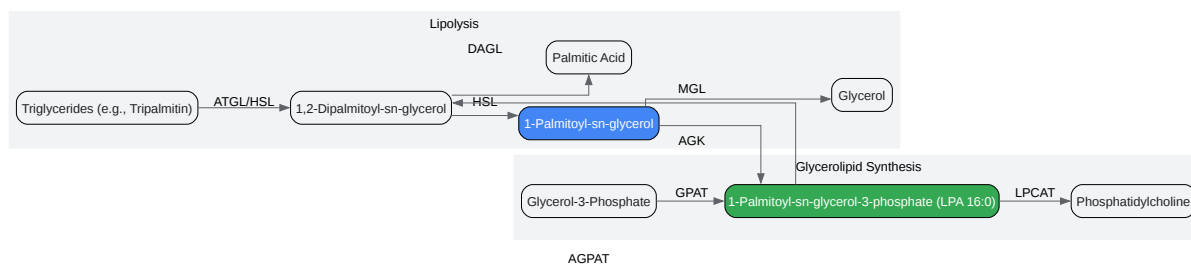 Lipolysis
DAGL
Palmitic Acid
MGL
Triglycerides (e.g., Tripalmitin)
ATGL/HSL
1,2-Dipalmitoyl-sn-glycerol
HSL
Glycerol
1-Palmitoyl-sn-glycerol
AGK
Glycerolipid Synthesis
Glycerol-3-Phosphate
GPAT
1-Palmitoyl-sn-glycerol-3-phosphate (LPA 16:0)
LPCAT
Phosphatidylcholine
AGPAT